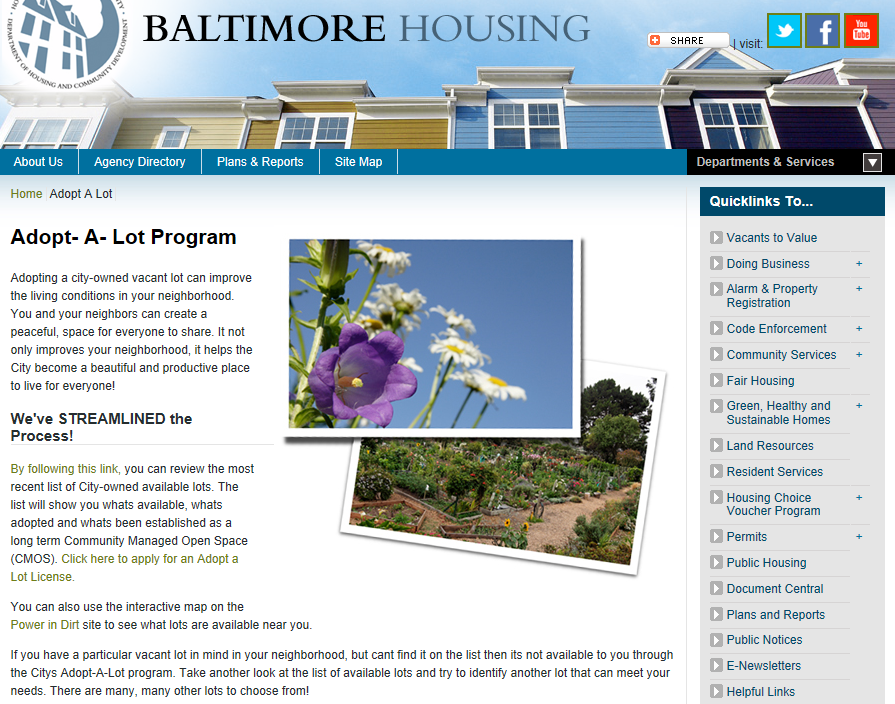 BALTIMORE HOUSING
DEPARTMENT OF HOUSING AND COMMUNITY DEVELOPMENT
SHARE | visit:
You Tube
About Us Agency Directory Plans & Reports Site Map Departments & Services
Home Adopt A Lot
Adopt- A- Lot Program
Adopting a city-owned vacant lot can improve
the living conditions in your neighborhood.
You and your neighbors can create a
peaceful, space for everyone to share. It not
only improves your neighborhood, it helps the
City become a beautiful and productive place
to live for everyone!
We've STREAMLINED the
Process!
By following this link, you can review the most
recent list of City-owned available lots. The
list will show you whats available, whats
adopted and whats been established as a
long term Community Managed Open Space
(CMOS). Click here to apply for an Adopt a
Lot License.
You can also use the interactive map on the
Power in Dirt site to see what lots are available near you.
If you have a particular vacant lot in mind in your neighborhood, but cant find it on the list then its not available to you through
the Citys Adopt-A-Lot program. Take another look at the list of available lots and try to identify another lot that can meet your
needs. There are many, many other lots to choose from!
Quicklinks To...
Vacants to Value
Doing Business +
Alarm & Property +
Registration
Code Enforcement +
Community Services +
Fair Housing
Green, Healthy and +
Sustainable Homes
Land Resources
Resident Services
Housing Choice +
Voucher Program
Permits +
Public Housing
Document Central
Plans and Reports
Public Notices
E-Newsletters
Helpful Links